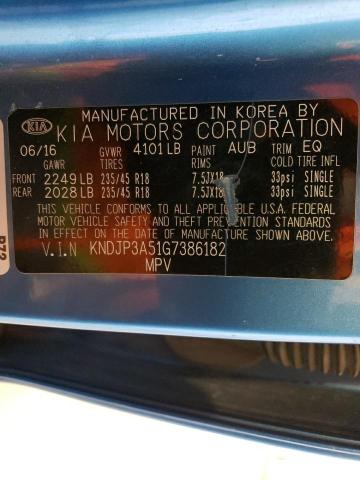 MANUFACTURED IN KOREA BY
KIA KIA MOTORS CORPORATION
06/16 GVWR 4101 LB PAINT AUB TRIM EQ
GAWR TIRES RIMS COLD TIRE INFL
FRONT 2249 LB 235/45 R18 7.5JX18 33psi SINGLE
REAR 2028 LB 235/45 R18 7.5JX18 33psi SINGLE
THIS VEHICLE CONFORMS TO ALL APPLICABLE U.S.A. FEDERAL
MOTOR VEHICLE SAFETY, BUMPER, AND THEFT PREVENTION
STANDARDS IN EFFECT ON THE DATE OF MANUFACTURE SHOWN ABOVE.
V.I.N KNDJP3A51G7386182
MPV